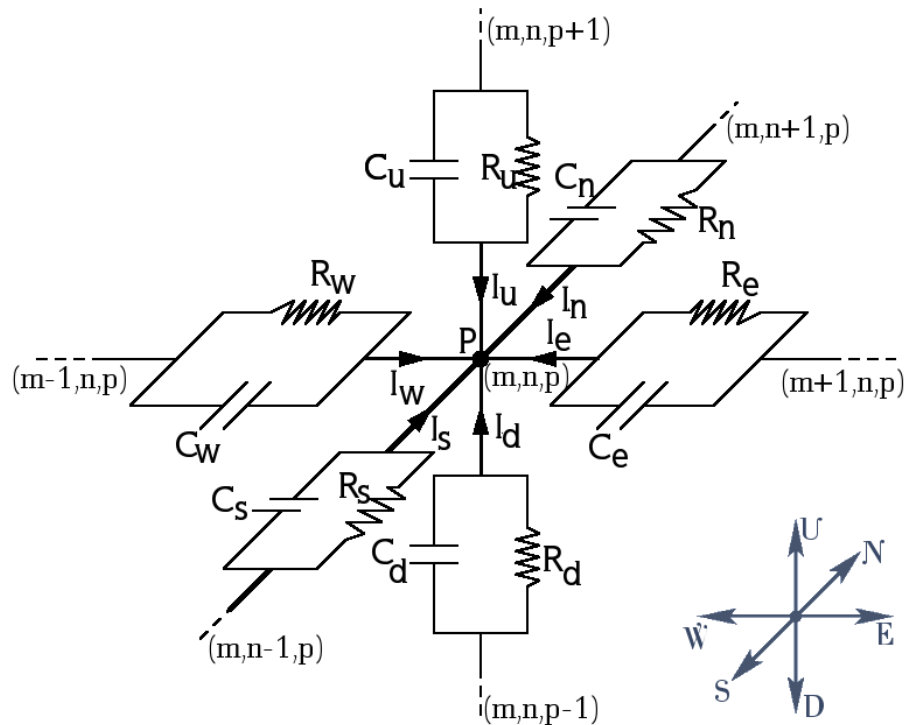 (m,n,p+1)
(m,n+1,p)
Cu
Ru
Cn
Rn
Rw
Re
Iu
In
P
Ie
(m-1,n,p)
(m,n,p)
(m+1,n,p)
Iw
Cw
Is
Id
Ce
Cs
Rs
Cd
Rd
U
N
W
E
S
D
(m,n-1,p)
(m,n,p-1)